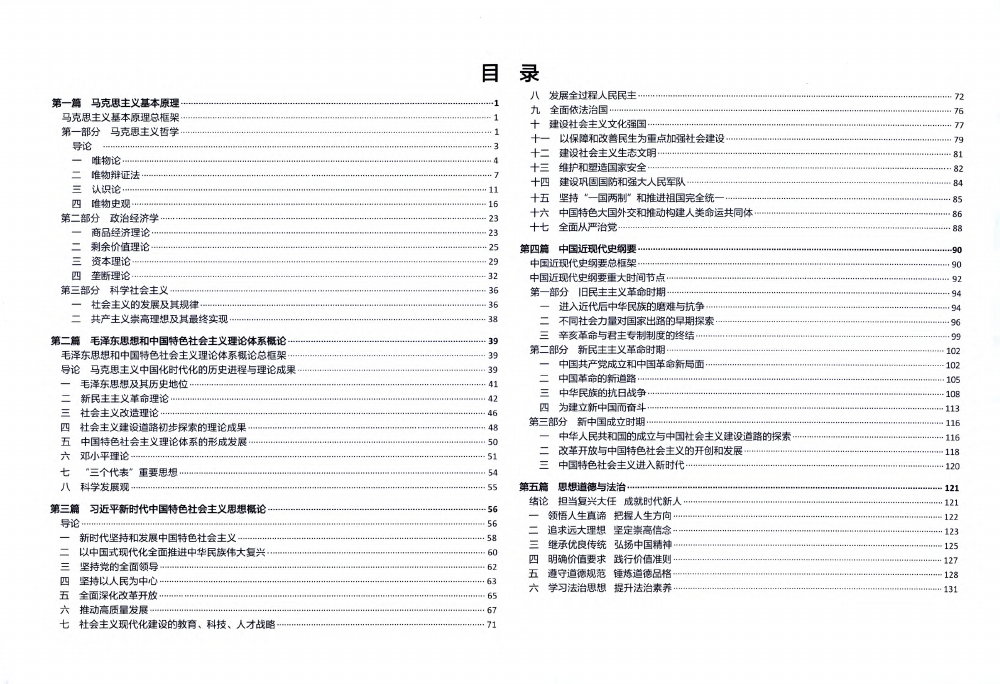 目 录
第一篇 马克思主义基本原理 1
马克思主义基本原理总框架 1
第一部分 马克思主义哲学 1
导论 3
一 唯物论 4
二 唯物辩证法 7
三 认识论 11
四 唯物史观 16
第二部分 政治经济学 23
一 商品经济理论 23
二 剩余价值理论 25
三 资本理论 29
四 垄断理论 32
第三部分 科学社会主义 36
一 社会主义的发展及其规律 36
二 共产主义崇高理想及其最终实现 38
第二篇 毛泽东思想和中国特色社会主义理论体系概论 39
毛泽东思想和中国特色社会主义理论体系概论总框架 39
导论 马克思主义中国化时代化的历史进程与理论成果 39
一 毛泽东思想及其历史地位 41
二 新民主主义革命理论 42
三 社会主义改造理论 46
四 社会主义建设道路初步探索的理论成果 48
五 中国特色社会主义理论体系的形成发展 50
六 邓小平理论 51
七 “三个代表”重要思想 54
八 科学发展观 55
第三篇 习近平新时代中国特色社会主义思想概论 56
导论 56
一 新时代坚持和发展中国特色社会主义 58
二 以中国式现代化全面推进中华民族伟大复兴 60
三 坚持党的全面领导 62
四 坚持以人民为中心 63
五 全面深化改革开放 65
六 推动高质量发展 67
七 社会主义现代化建设的教育、科技、人才战略 71
八 发展全过程人民民主 72
九 全面依法治国 76
十 建设社会主义文化强国 77
十一 以保障和改善民生为重点加强社会建设 79
十二 建设社会主义生态文明 81
十三 维护和塑造国家安全 82
十四 建设巩固国防和强大人民军队 84
十五 坚持“一国两制”和推进祖国完全统一 85
十六 中国特色大国外交和推动构建人类命运共同体 86
十七 全面从严治党 88
第四篇 中国近现代史纲要 90
中国近现代史纲要总框架 90
中国近现代史纲要重大时间节点 92
第一部分 旧民主主义革命时期 94
一 进入近代后中华民族的磨难与抗争 94
二 不同社会力量对国家出路的早期探索 96
三 辛亥革命与君主专制制度的终结 99
第二部分 新民主主义革命时期 102
一 中国共产党成立和中国革命新局面 102
二 中国革命的新道路 105
三 中华民族的抗日战争 108
四 为建立新中国而奋斗 113
第三部分 新中国成立时期 116
一 中华人民共和国的成立与中国社会主义建设道路的探索 116
二 改革开放与中国特色社会主义的开创和发展 118
三 中国特色社会主义进入新时代 120
第五篇 思想道德与法治 121
绪论 担当复兴大任 成就时代新人 121
一 领悟人生真谛 把握人生方向 122
二 追求远大理想 坚定崇高信念 123
三 继承优良传统 弘扬中国精神 125
四 明确价值要求 践行价值准则 127
五 遵守道德规范 锤炼道德品格 128
六 学习法治思想 提升法治素养 131